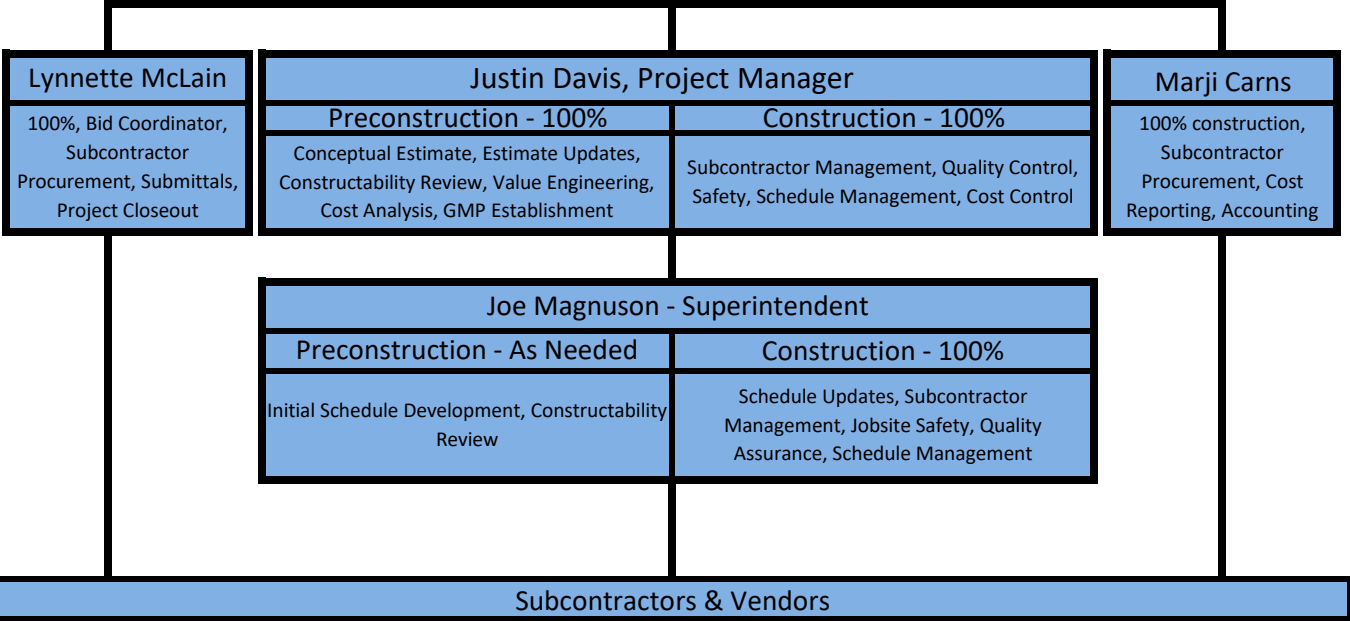 Lynnette McLain
100%, Bid Coordinator,
Subcontractor
Procurement, Submittals,
Project Closeout
Justin Davis, Project Manager
Preconstruction - 100%
Conceptual Estimate, Estimate Updates,
Constructability Review, Value Engineering,
Cost Analysis, GMP Establishment
Construction - 100%
Subcontractor Management, Quality Control,
Safety, Schedule Management, Cost Control
Marji Carns
100% construction,
Subcontractor
Procurement, Cost
Reporting, Accounting
Joe Magnuson - Superintendent
Preconstruction - As Needed
Initial Schedule Development, Constructability
Review
Construction - 100%
Schedule Updates, Subcontractor
Management, Jobsite Safety, Quality
Assurance, Schedule Management
Subcontractors & Vendors